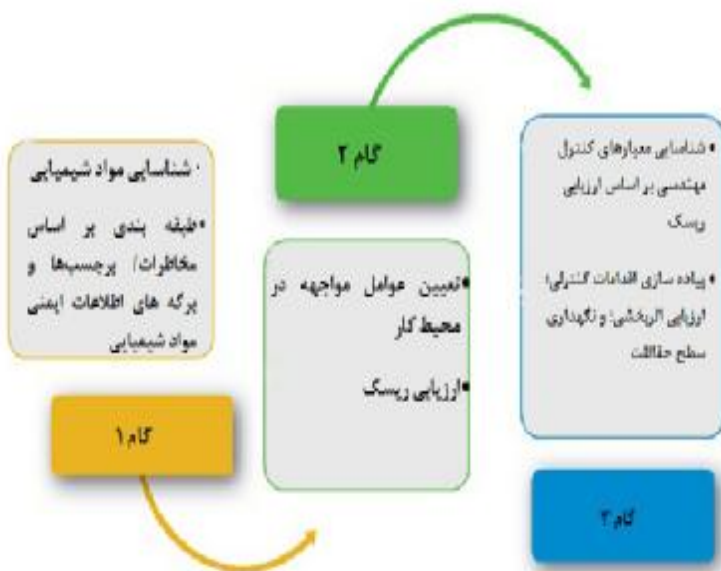 گام ۱
· شناسایی مواد شیمیایی
• طبقه بندی بر اساس
مخاطرات/ برچسب‌ها و
برگه های اطلاعات ایمنی
مواد شیمیایی
گام ۲
• تعیین عوامل مواجهه در
محیط کار
• ارزیابی ریسک
گام ۳
• شناسایی معیارهای کنترل
مهندسی بر اساس ارزیابی
ریسک
• پیاده سازی اقدامات کنترلی؛
ارزیابی اثربخشی؛ و نگهداری
سطح حفاظت